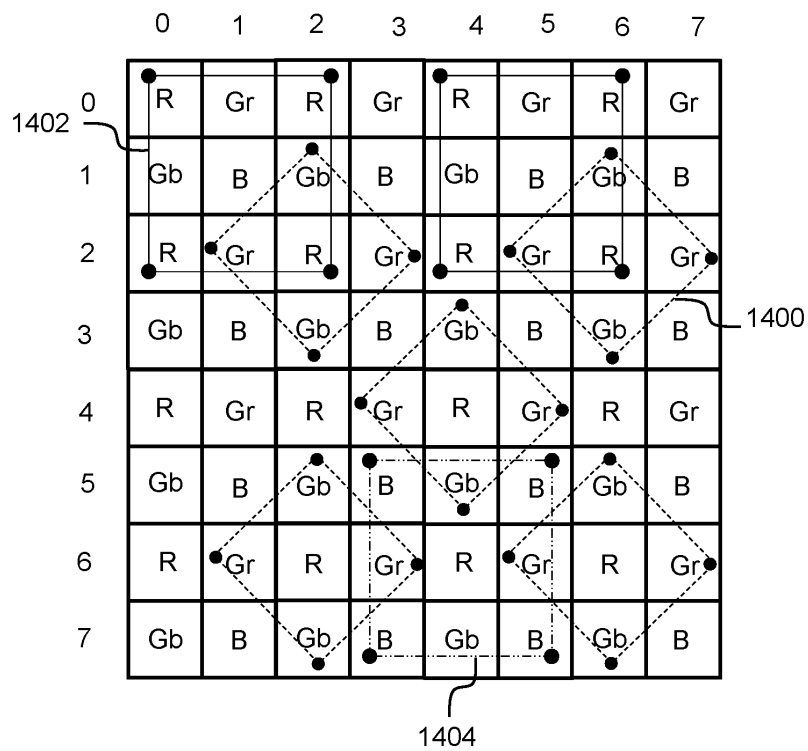 0 1 2 3 4 5 6 7
0 R Gr R Gr R Gr R Gr
1402
1 Gb B Gb B Gb B Gb B
2 R Gr R Gr R Gr R Gr
3 Gb B Gb B Gb B Gb B
1400
4 R Gr R Gr R Gr R Gr
5 Gb B Gb B Gb B Gb B
6 R Gr R Gr R Gr R Gr
7 Gb B Gb B Gb B Gb B
1404